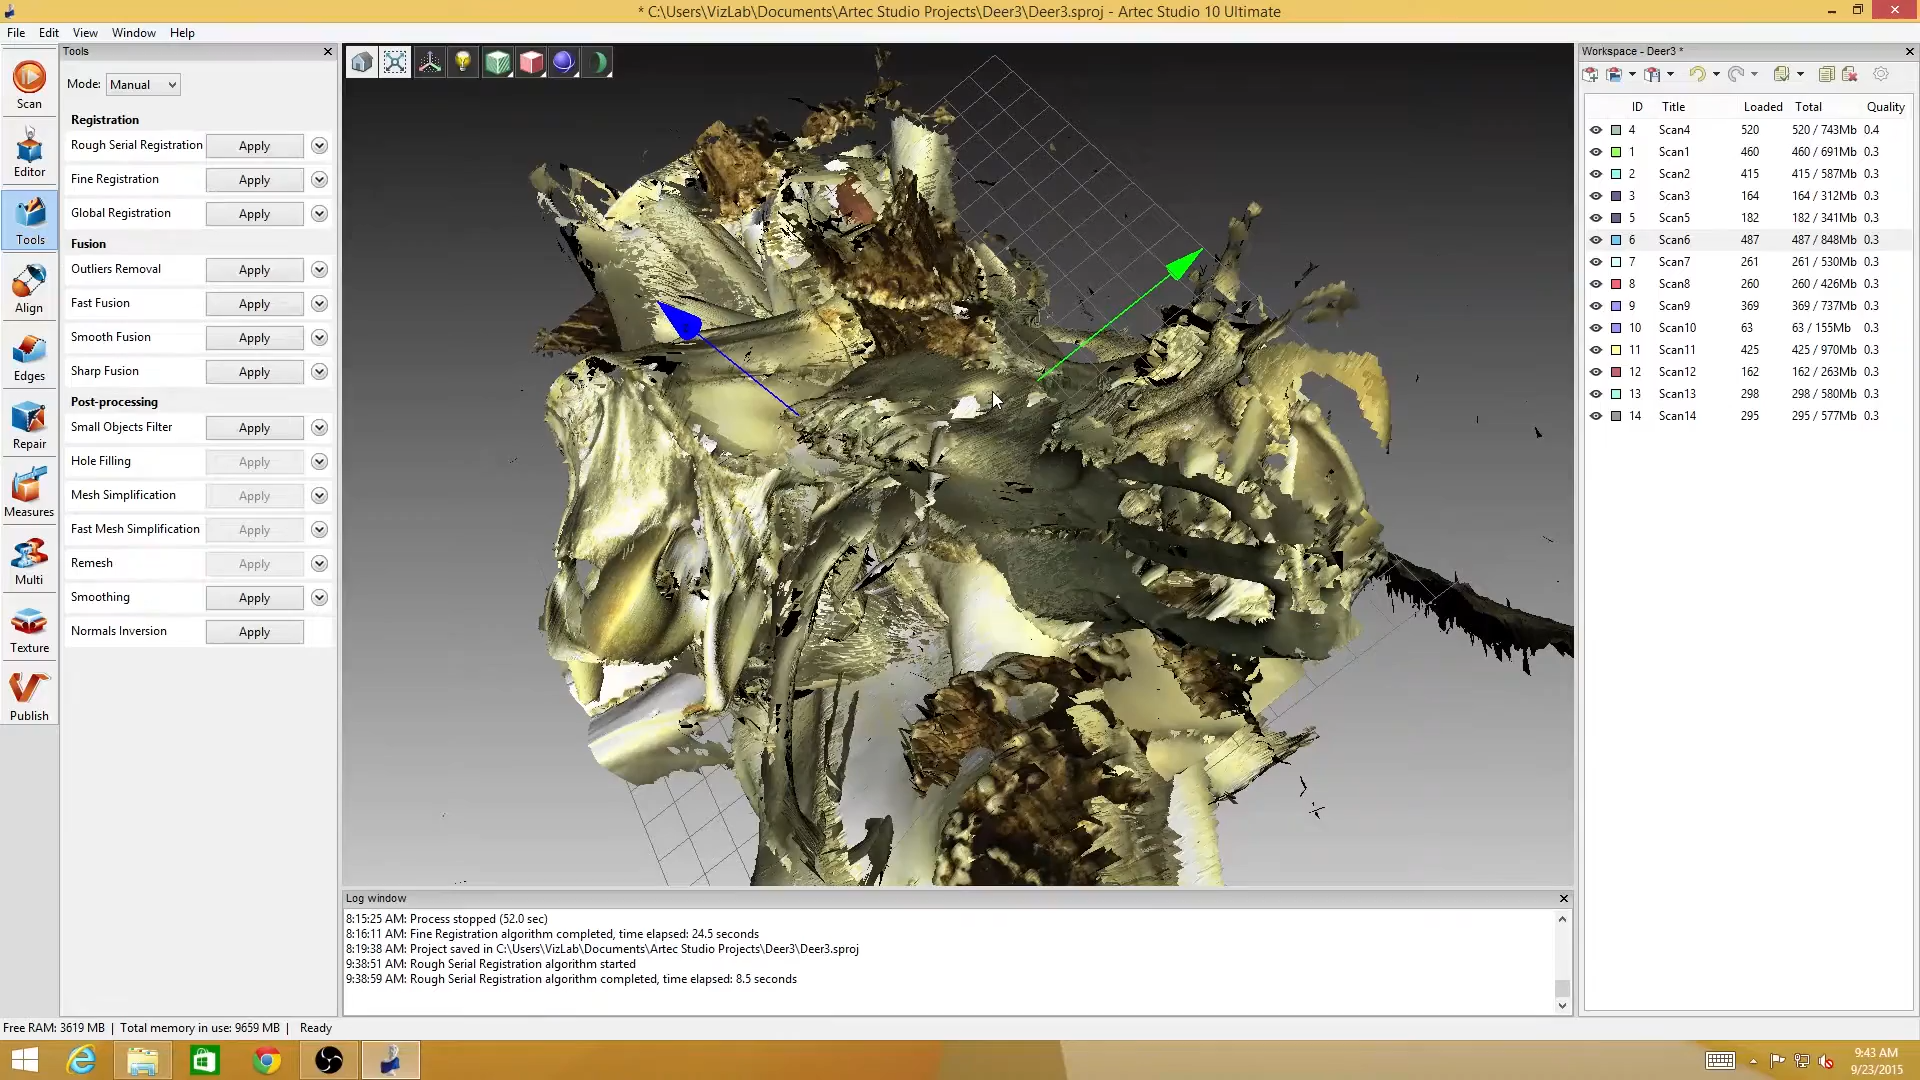 * C:\Users\VizLab\Documents\Artec Studio Projects\Deer3\Deer3.sproj - Artec Studio 10 Ultimate
File Edit View Window Help
Tools
Mode: Manual
Scan
Editor
Tools
Align
Edges
Repair
Measures
Multi
Texture
Publish
Registration
Rough Serial Registration Apply
Fine Registration Apply
Global Registration Apply
Fusion
Outliers Removal Apply
Fast Fusion Apply
Smooth Fusion Apply
Sharp Fusion Apply
Post-processing
Small Objects Filter Apply
Hole Filling Apply
Mesh Simplification Apply
Fast Mesh Simplification Apply
Remesh Apply
Smoothing Apply
Normals Inversion Apply
Workspace - Deer3 *
ID Title Loaded Total Quality
4 Scan4 520 520 / 743Mb 0.4
1 Scan1 460 460 / 691Mb 0.3
2 Scan2 415 415 / 587Mb 0.3
3 Scan3 164 164 / 312Mb 0.3
5 Scan5 182 182 / 341Mb 0.3
6 Scan6 487 487 / 848Mb 0.3
7 Scan7 261 261 / 530Mb 0.3
8 Scan8 260 260 / 426Mb 0.3
9 Scan9 369 369 / 737Mb 0.3
10 Scan10 63 63 / 155Mb 0.3
11 Scan11 425 425 / 970Mb 0.3
12 Scan12 162 162 / 263Mb 0.3
13 Scan13 298 298 / 580Mb 0.3
14 Scan14 295 295 / 577Mb 0.3
Log window
8:15:25 AM: Process stopped (52.0 sec)
8:16:11 AM: Fine Registration algorithm completed, time elapsed: 24.5 seconds
8:19:38 AM: Project saved in C:\Users\VizLab\Documents\Artec Studio Projects\Deer3\Deer3.sproj
9:38:51 AM: Rough Serial Registration algorithm started
9:38:59 AM: Rough Serial Registration algorithm completed, time elapsed: 8.5 seconds
Free RAM: 3619 MB | Total memory in use: 9659 MB | Ready
9:43 AM
9/23/2015